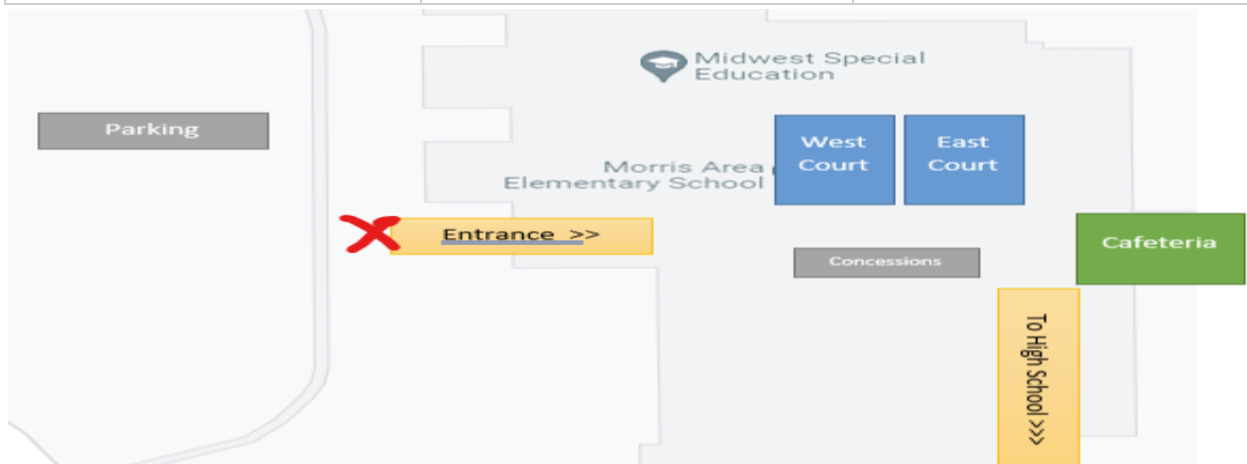 Midwest Special
Education
Parking
West
Court
East
Court
Morris Area
Elementary School
Entrance >>
Cafeteria
Concessions
To High School >>>